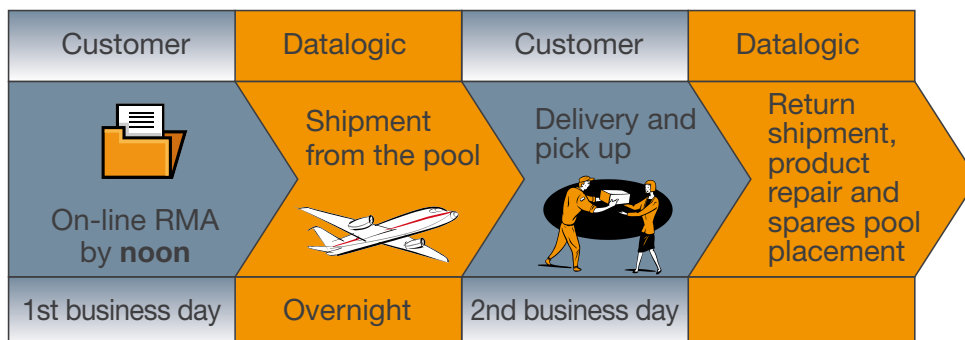 Customer
Datalogic
Customer
Datalogic
On-line RMA
by noon
Shipment
from the pool
Delivery and
pick up
Return
shipment,
product
repair and
spares pool
placement
1st business day
Overnight
2nd business day